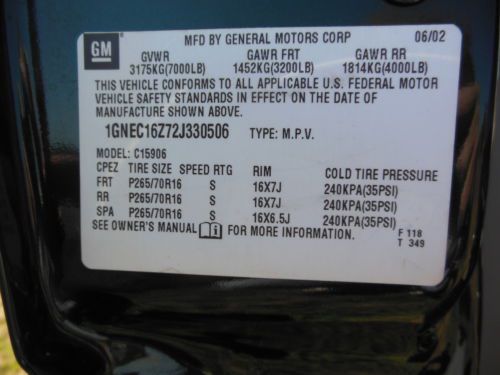 GM MFD BY GENERAL MOTORS CORP 06/02
GVWR GAWR FRT GAWR RR
3175KG(7000LB) 1452KG(3200LB) 1814KG(4000LB)
THIS VEHICLE CONFORMS TO ALL APPLICABLE U.S. FEDERAL MOTOR
VEHICLE SAFETY STANDARDS IN EFFECT ON THE DATE OF
MANUFACTURE SHOWN ABOVE.
1GNEC16Z72J330506 TYPE: M.P.V.
MODEL: C15906
CPEZ TIRE SIZE SPEED RTG RIM COLD TIRE PRESSURE
FRT P265/70R16 S 16X7J 240KPA(35PSI)
RR P265/70R16 S 16X7J 240KPA(35PSI)
SPA P265/70R16 S 16X6.5J 240KPA(35PSI)
SEE OWNER'S MANUAL FOR MORE INFORMATION. F 118
T 349